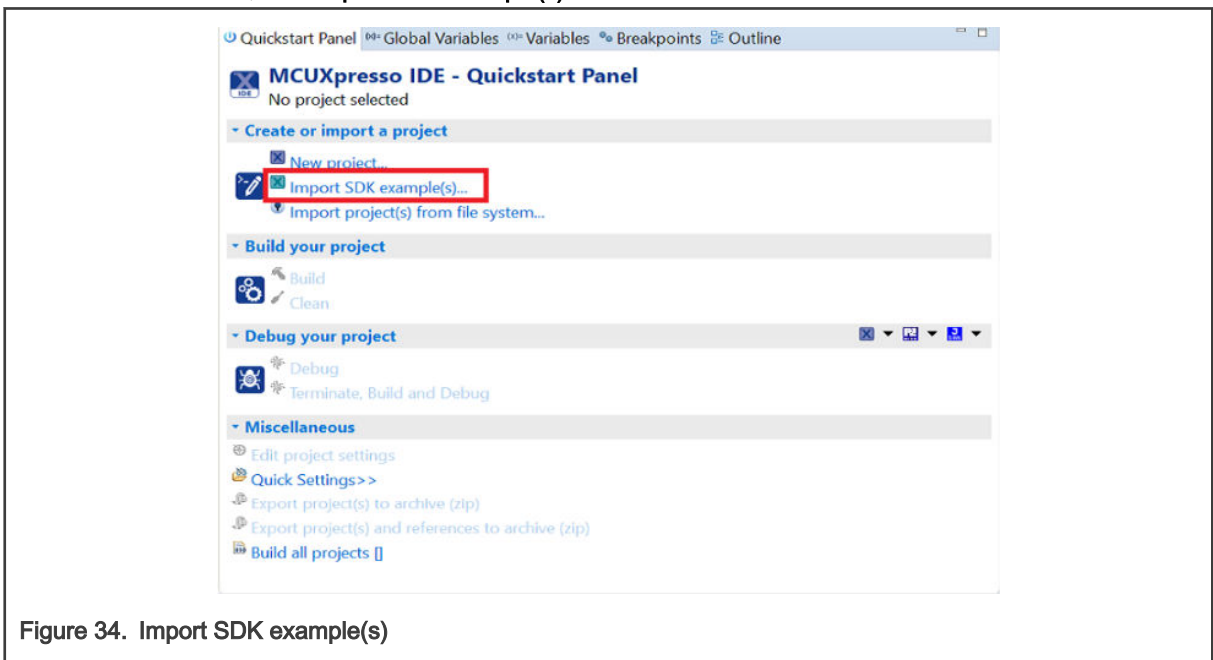 Quickstart Panel (x)= Global Variables (x)= Variables Breakpoints Outline
MCUXpresso IDE - Quickstart Panel
IDE
No project selected
Create or import a project
New project...
Import SDK example(s)...
Import project(s) from file system...
Build your project
Build
Clean
Debug your project
Debug
Terminate, Build and Debug
Miscellaneous
Edit project settings
Quick Settings>>
Export project(s) to archive (zip)
Export project(s) and references to archive (zip)
Build all projects []
Figure 34. Import SDK example(s)